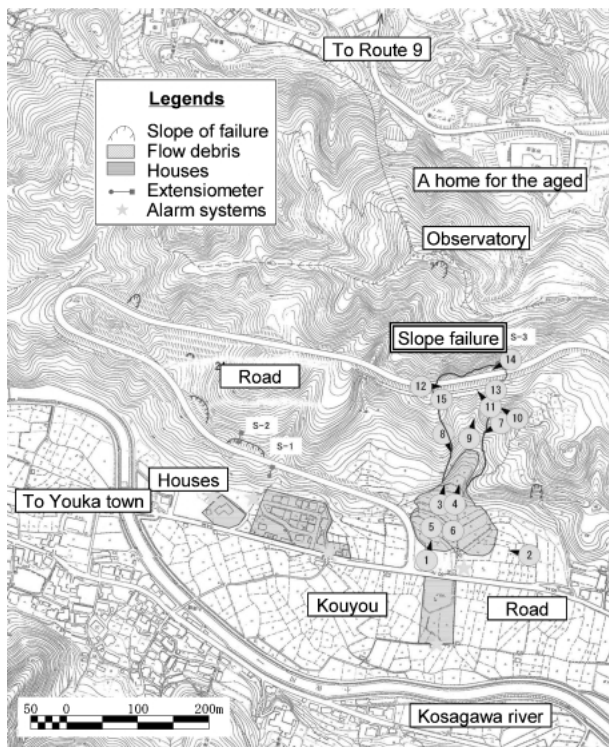 To Route 9
Legends
Slope of failure
Flow debris
Houses
Extensiometer
Alarm systems
A home for the aged
Observatory
Slope failure
S-3
14
Road
12
13
15
11
10
9
7
8
S-2
S-1
Houses
To Youka town
3
4
5
6
1
2
Kouyou
Road
50
0
100
200m
Kosagawa river